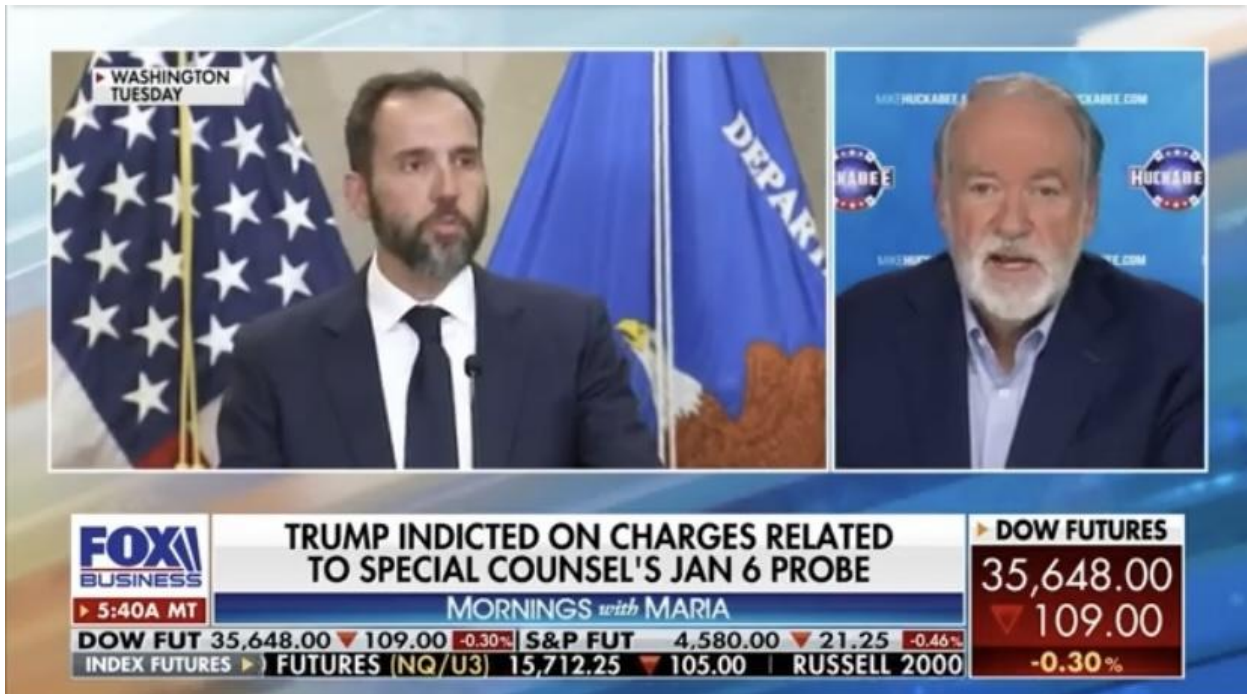 WASHINGTON
TUESDAY
DEPART
MIKEHUCKABEE.COM
HUCKABEE
FOX
BUSINESS
5:40A MT
TRUMP INDICTED ON CHARGES RELATED
TO SPECIAL COUNSEL'S JAN 6 PROBE
MORNINGS with MARIA
DOW FUTURES
35,648.00
109.00
-0.30%
DOW FUT 35,648.00 109.00 -0.30% S&P FUT 4,580.00 21.25 -0.46%
INDEX FUTURES ) FUTURES (NQ/U3) 15,712.25 105.00 RUSSELL 2000